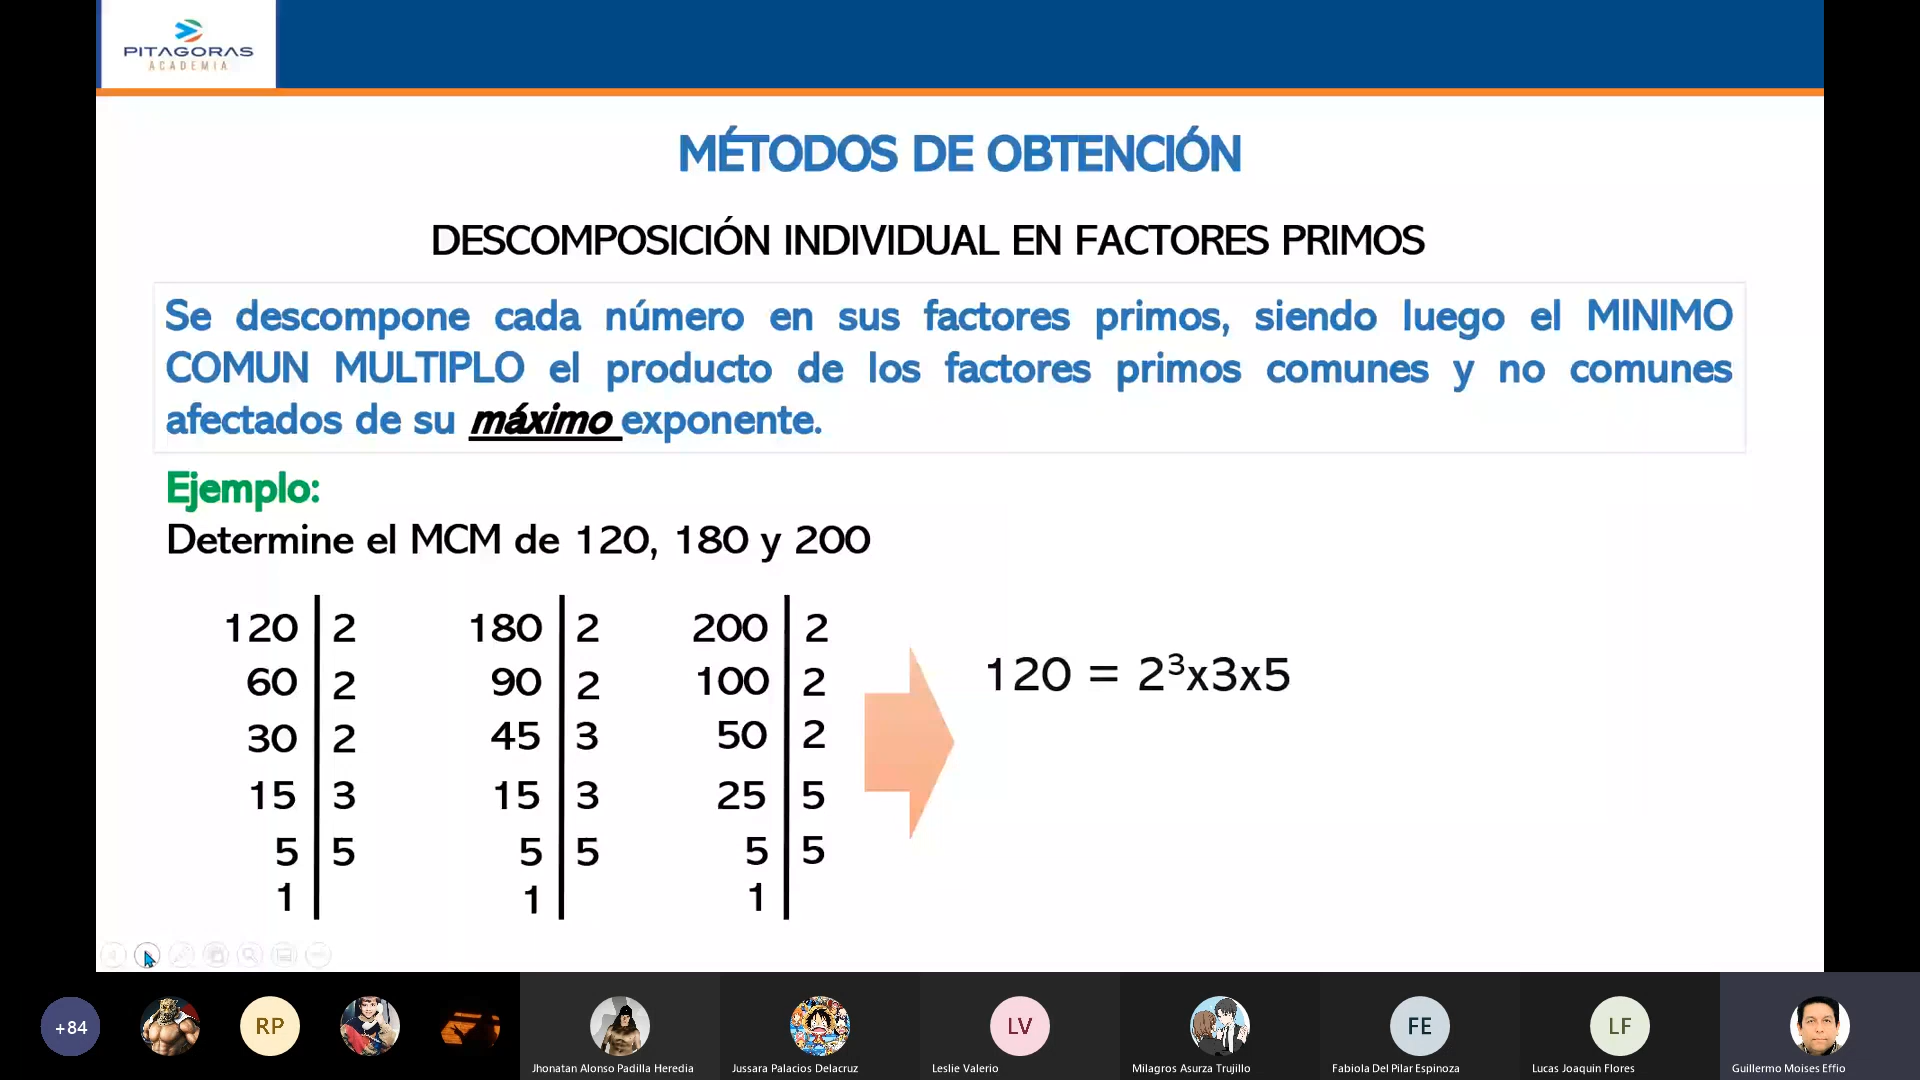 PITAGORAS
ACADEMIA
MÉTODOS DE OBTENCIÓN
DESCOMPOSICIÓN INDIVIDUAL EN FACTORES PRIMOS
Se descompone cada número en sus factores primos, siendo luego el MINIMO
COMUN MULTIPLO el producto de los factores primos comunes y no comunes
afectados de su máximo exponente.
Ejemplo:
Determine el MCM de 120, 180 y 200
120 2 180 2 200 2
60 2 90 2 100 2
30 2 45 3 50 2
15 3 15 3 25 5
5 5 5 5 5 5
1 1 1
120 = 2³x3x5
+84
RP
LV
FE
LF
Jhonatan Alonso Padilla Heredia
Jussara Palacios Delacruz
Leslie Valerio
Milagros Asurza Trujillo
Fabiola Del Pilar Espinoza
Lucas Joaquin Flores
Guillermo Moises Effio